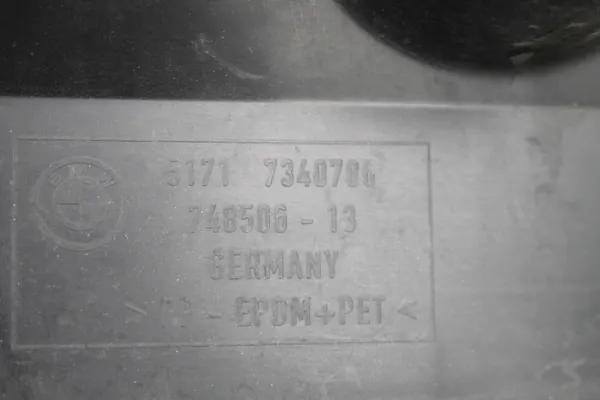 5171 7340706
748506 - 13
GERMANY
- EPDM+PET <